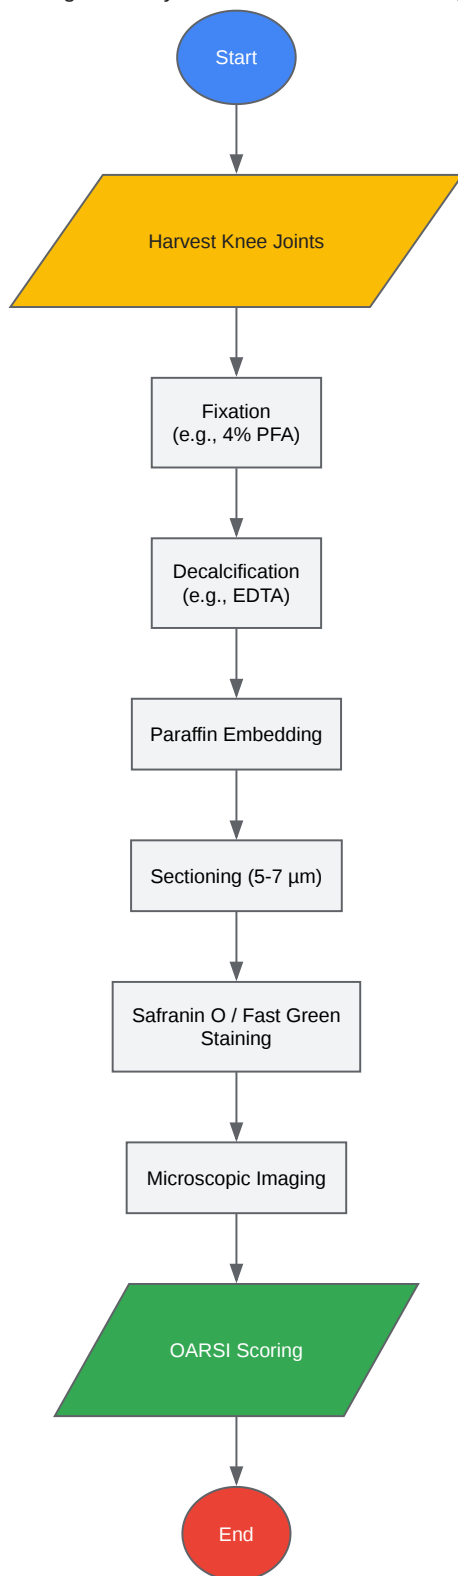 Start
Harvest Knee Joints
Fixation
(e.g., 4% PFA)
Decalcification
(e.g., EDTA)
Paraffin Embedding
Sectioning (5-7 µm)
Safranin O / Fast Green
Staining
Microscopic Imaging
OARSI Scoring
End